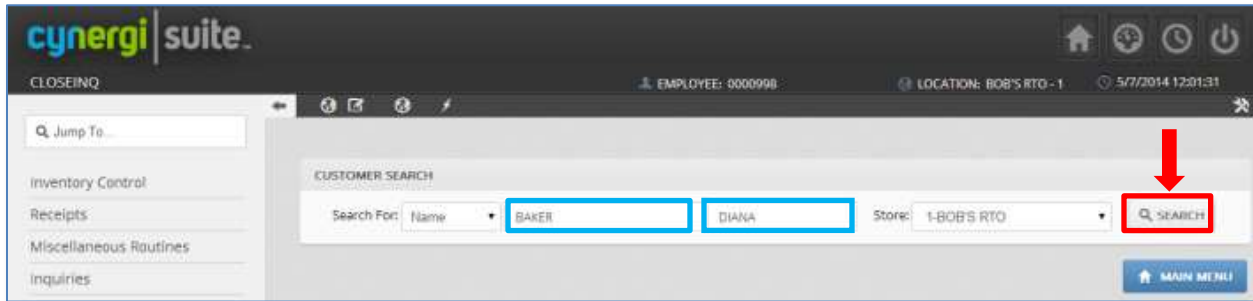 cynergi|suite.
CLOSEINQ EMPLOYEE: 0000998 LOCATION: BOB'S RTO - 1 5/7/2014 12:01:31
Jump To...
Inventory Control
Receipts
Miscellaneous Routines
Inquiries
CUSTOMER SEARCH
Search For: Name BAKER DIANA Store: 1-BOB'S RTO SEARCH
MAIN MENU